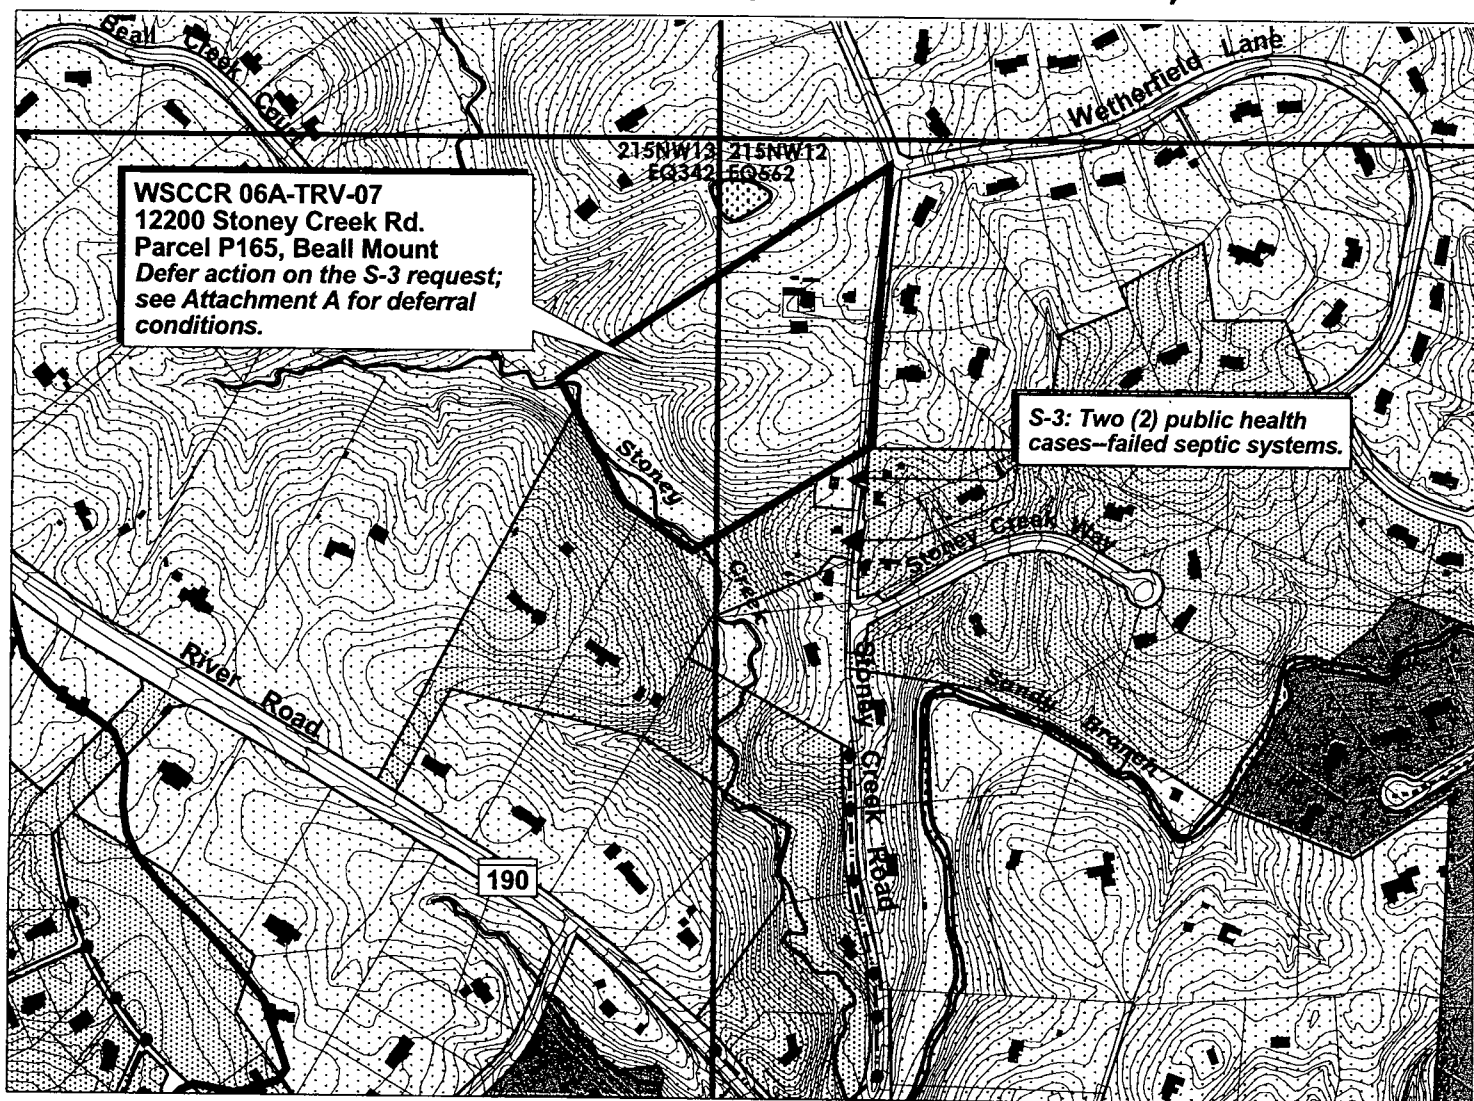 Beall Creek Court
Wetherfield Lane
215NW13 215NW12
EQ342 EQ562
WSCCR 06A-TRV-07
12200 Stoney Creek Rd.
Parcel P165, Beall Mount
Defer action on the S-3 request;
see Attachment A for deferral
conditions.
S-3: Two (2) public health
cases--failed septic systems.
Stoney Creek
Stoney Creek Way
River Road
Stoney Creek Road
Sandy Branch
190